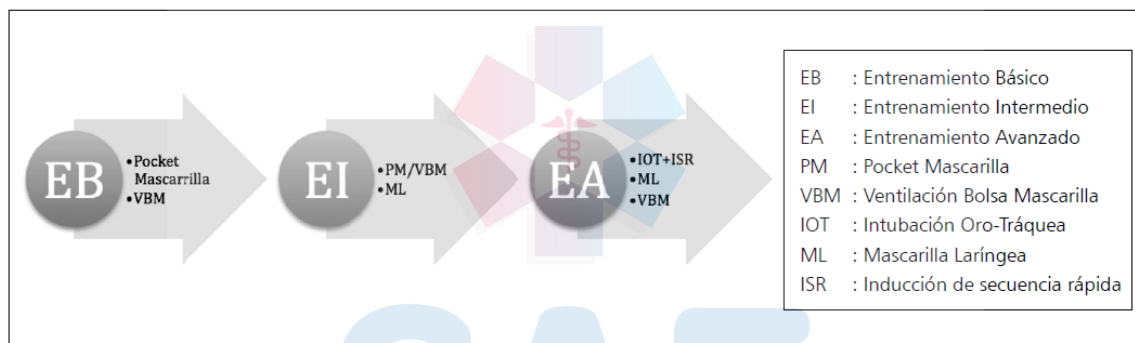 EB
• Pocket
Mascarrilla
• VBM
EI
• PM/VBM
• ML
EA
• IOT+ISR
• ML
• VBM
EB : Entrenamiento Básico
EI : Entrenamiento Intermedio
EA : Entrenamiento Avanzado
PM : Pocket Mascarilla
VBM : Ventilación Bolsa Mascarilla
IOT : Intubación Oro-Tráquea
ML : Mascarilla Laríngea
ISR : Inducción de secuencia rápida